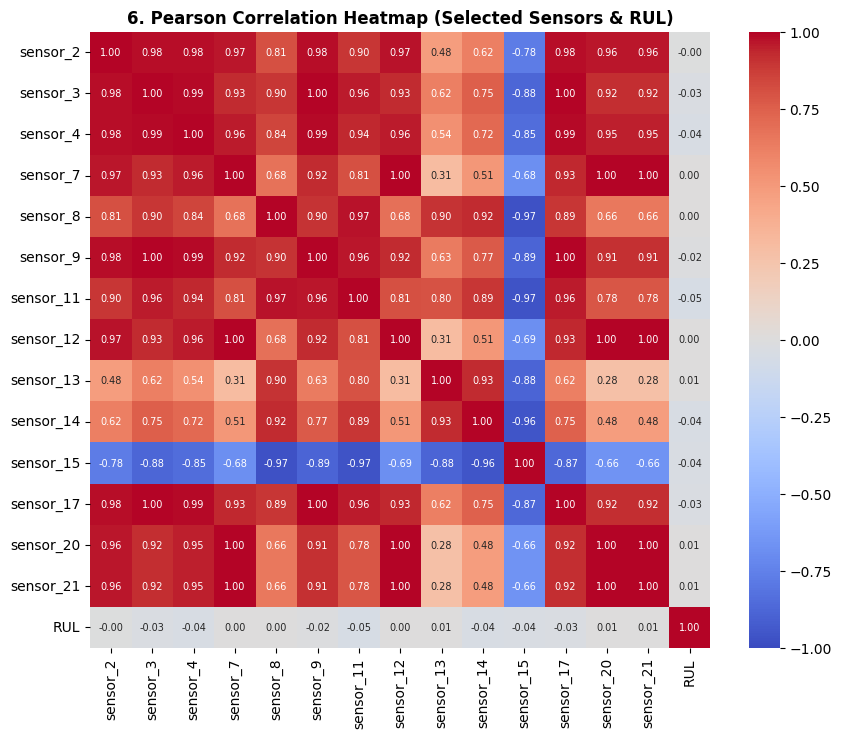 6. Pearson Correlation Heatmap (Selected Sensors & RUL)
sensor_2 1.00 0.98 0.98 0.97 0.81 0.98 0.90 0.97 0.48 0.62 -0.78 0.98 0.96 0.96 -0.00
sensor_3 0.98 1.00 0.99 0.93 0.90 1.00 0.96 0.93 0.62 0.75 -0.88 1.00 0.92 0.92 -0.03
sensor_4 0.98 0.99 1.00 0.96 0.84 0.99 0.94 0.96 0.54 0.72 -0.85 0.99 0.95 0.95 -0.04
sensor_7 0.97 0.93 0.96 1.00 0.68 0.92 0.81 1.00 0.31 0.51 -0.68 0.93 1.00 1.00 0.00
sensor_8 0.81 0.90 0.84 0.68 1.00 0.90 0.97 0.68 0.90 0.92 -0.97 0.89 0.66 0.66 0.00
sensor_9 0.98 1.00 0.99 0.92 0.90 1.00 0.96 0.92 0.63 0.77 -0.89 1.00 0.91 0.91 -0.02
sensor_11 0.90 0.96 0.94 0.81 0.97 0.96 1.00 0.81 0.80 0.89 -0.97 0.96 0.78 0.78 -0.05
sensor_12 0.97 0.93 0.96 1.00 0.68 0.92 0.81 1.00 0.31 0.51 -0.69 0.93 1.00 1.00 0.00
sensor_13 0.48 0.62 0.54 0.31 0.90 0.63 0.80 0.31 1.00 0.93 -0.88 0.62 0.28 0.28 0.01
sensor_14 0.62 0.75 0.72 0.51 0.92 0.77 0.89 0.51 0.93 1.00 -0.96 0.75 0.48 0.48 -0.04
sensor_15 -0.78 -0.88 -0.85 -0.68 -0.97 -0.89 -0.97 -0.69 -0.88 -0.96 1.00 -0.87 -0.66 -0.66 -0.04
sensor_17 0.98 1.00 0.99 0.93 0.89 1.00 0.96 0.93 0.62 0.75 -0.87 1.00 0.92 0.92 -0.03
sensor_20 0.96 0.92 0.95 1.00 0.66 0.91 0.78 1.00 0.28 0.48 -0.66 0.92 1.00 1.00 0.01
sensor_21 0.96 0.92 0.95 1.00 0.66 0.91 0.78 1.00 0.28 0.48 -0.66 0.92 1.00 1.00 0.01
RUL -0.00 -0.03 -0.04 0.00 0.00 -0.02 -0.05 0.00 0.01 -0.04 -0.04 -0.03 0.01 0.01 1.00
sensor_2
sensor_3
sensor_4
sensor_7
sensor_8
sensor_9
sensor_11
sensor_12
sensor_13
sensor_14
sensor_15
sensor_17
sensor_20
sensor_21
RUL
1.00
0.75
0.50
0.25
0.00
−0.25
−0.50
−0.75
−1.00